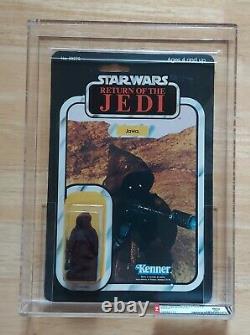 Ages 4 and up
STAR WARS
RETURN OF THE
JEDI
Jawa
Kenner